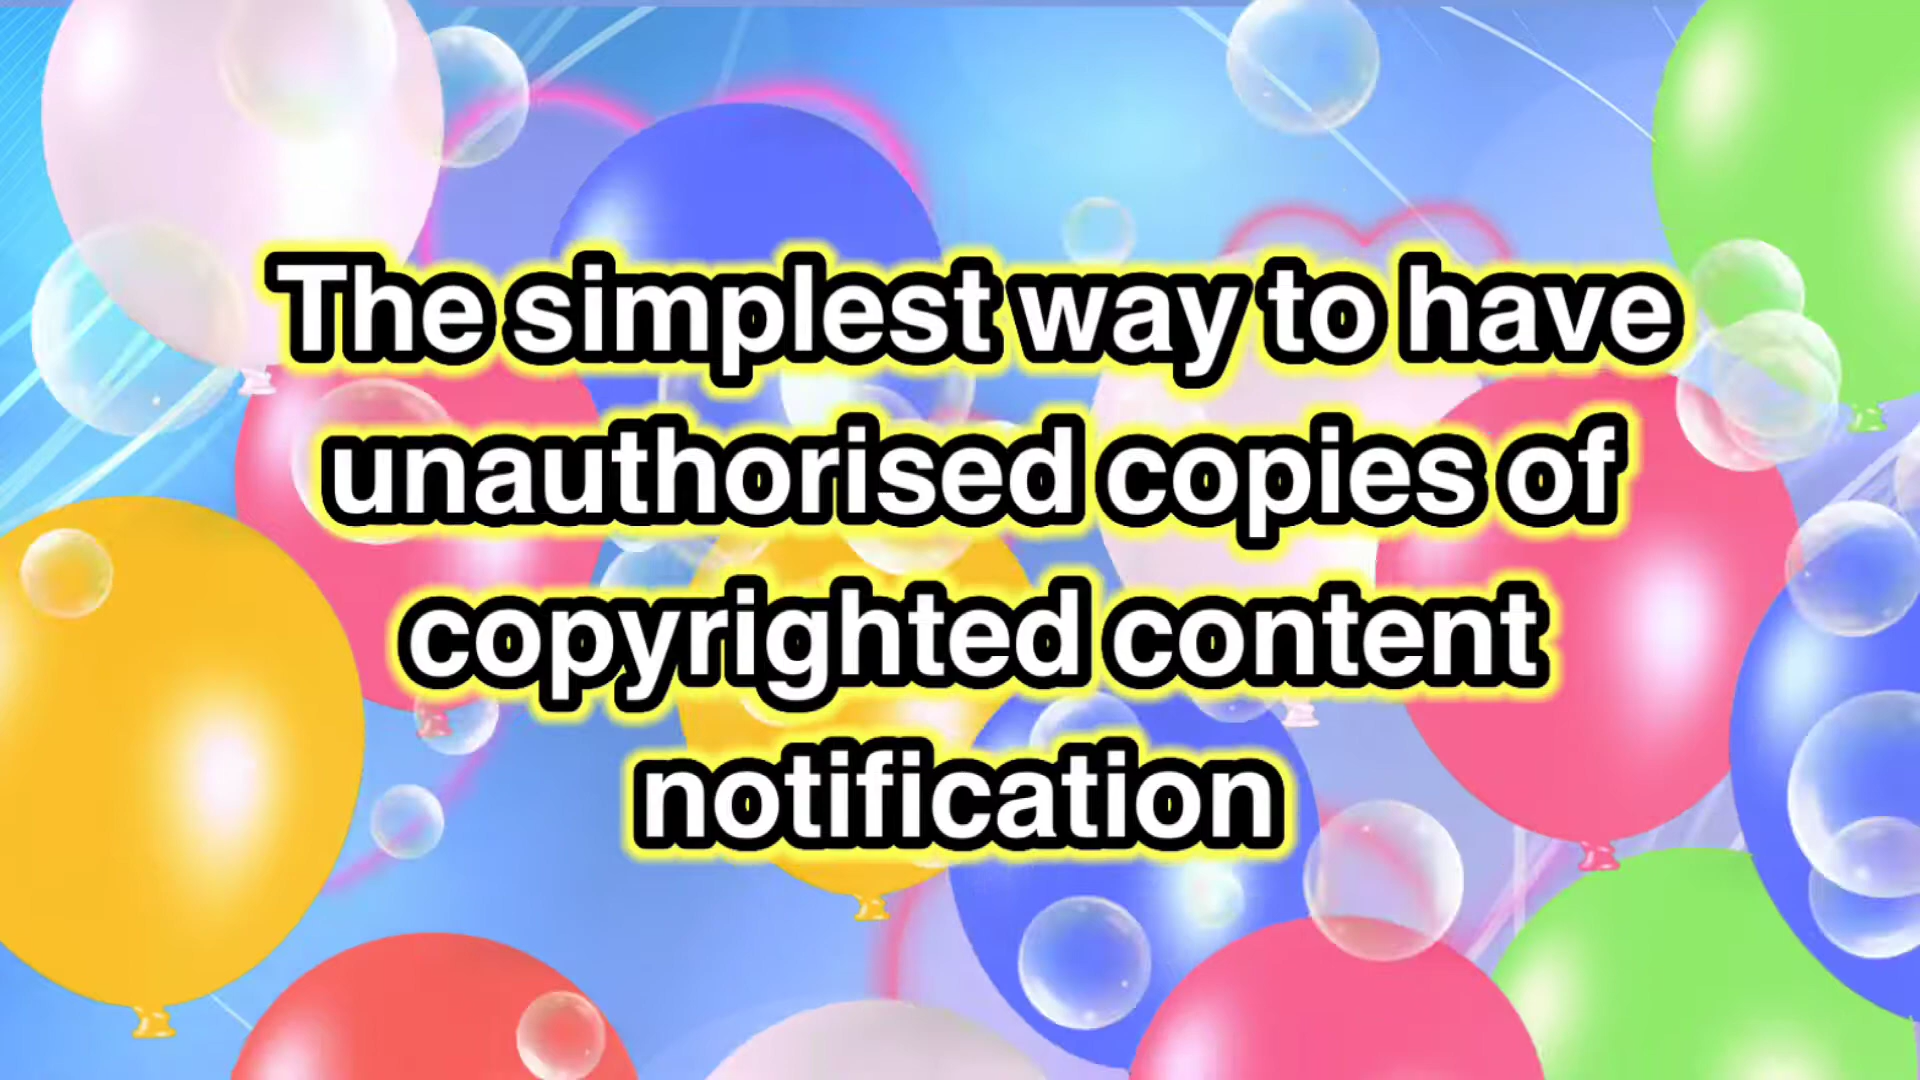 The simplest way to have
unauthorised copies of
copyrighted content
notification